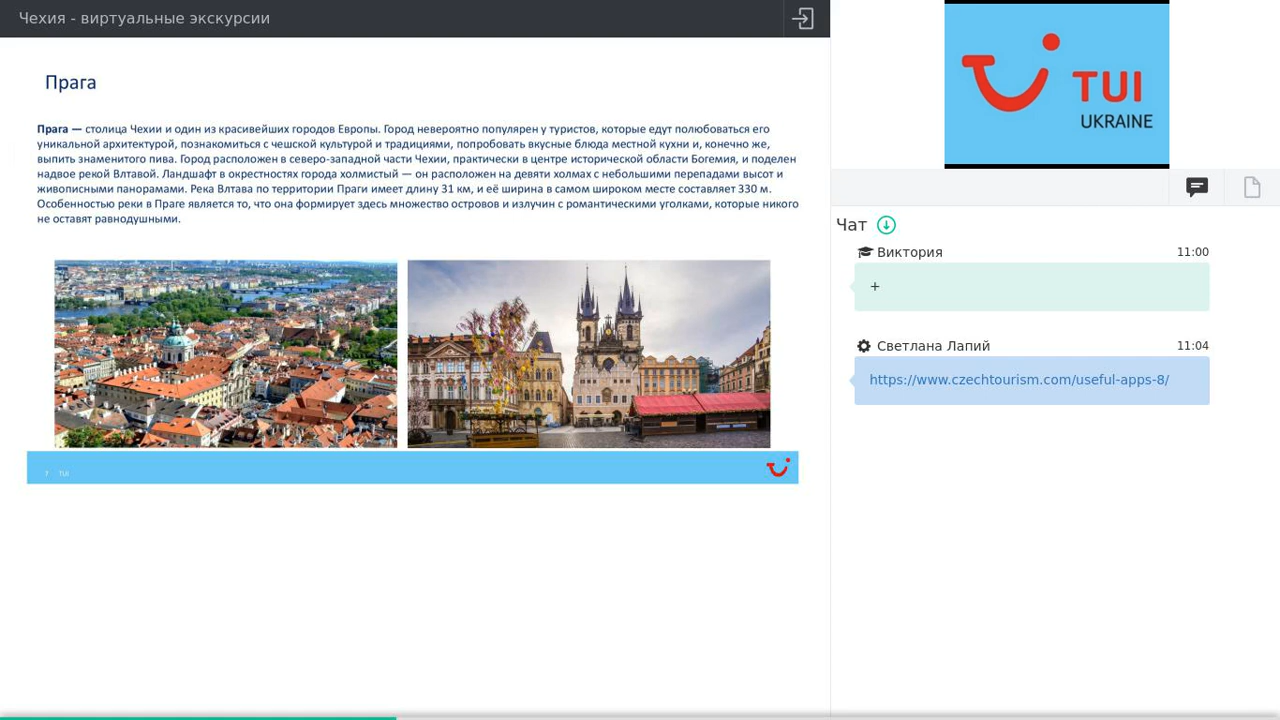 Чехия - виртуальные экскурсии
Прага
Прага — столица Чехии и один из красивейших городов Европы. Город невероятно популярен у туристов, которые едут полюбоваться его
уникальной архитектурой, познакомиться с чешской культурой и традициями, попробовать вкусные блюда местной кухни и, конечно же,
выпить знаменитого пива. Город расположен в северо-западной части Чехии, практически в центре исторической области Богемия, и поделен
надвое рекой Влтавой. Ландшафт в окрестностях города холмистый — он расположен на девяти холмах с небольшими перепадами высот и
живописными панорамами. Река Влтава по территории Праги имеет длину 31 км, и её ширина в самом широком месте составляет 330 м.
Особенностью реки в Праге является то, что она формирует здесь множество островов и излучин с романтическими уголками, которые никого
не оставят равнодушными.
7 TUI
TUI
UKRAINE
Чат
Виктория 11:00
+
Светлана Лапий 11:04
https://www.czechtourism.com/useful-apps-8/